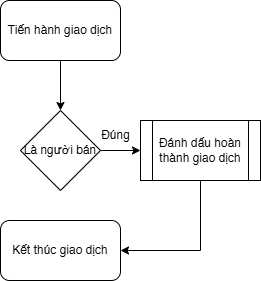 Tiến hành giao dịch
Là người bán
Đúng
Đánh dấu hoàn
thành giao dịch
Kết thúc giao dịch